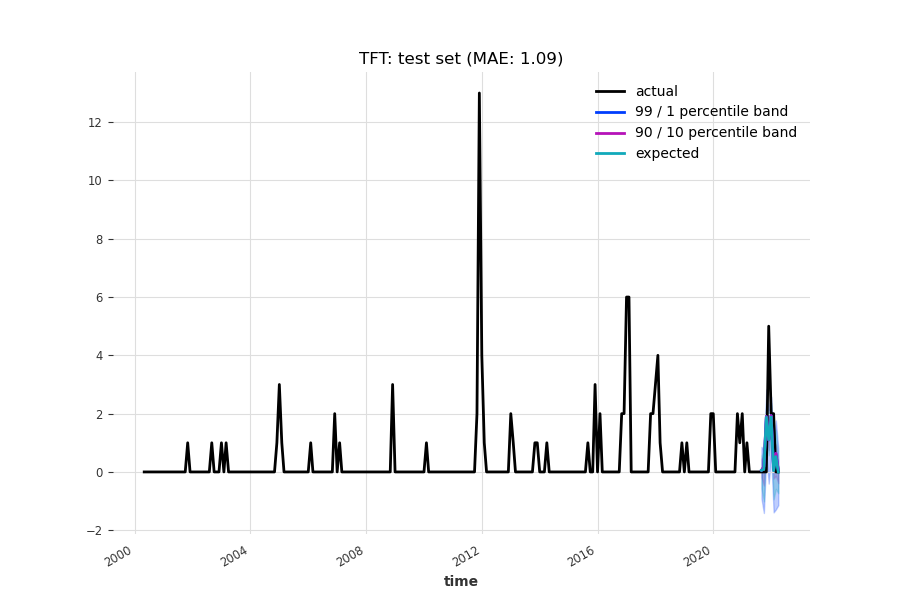 TFT: test set (MAE: 1.09)
actual
99 / 1 percentile band
90 / 10 percentile band
expected
12
10
8
6
4
2
0
−2
2000
2004
2008
2012
2016
2020
time